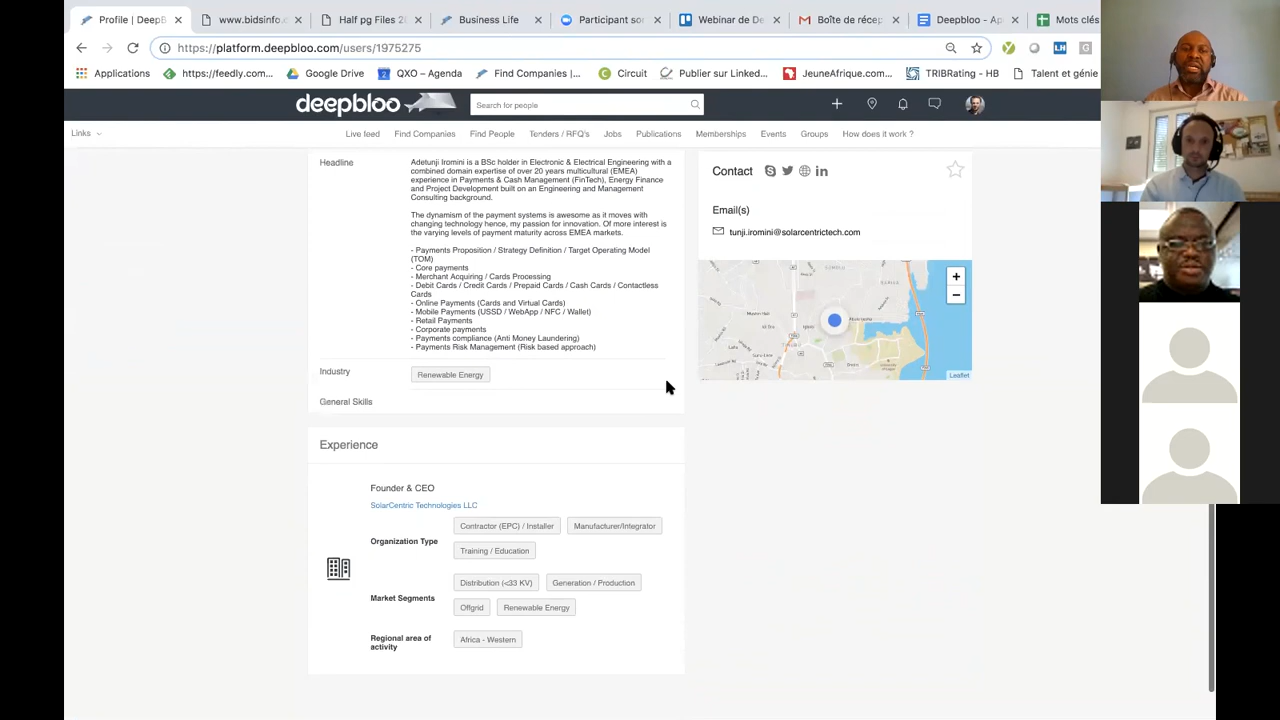 Profile | DeepB
www.bidsinfo.
Half pg Files 2
Business Life
Participant so
Webinar de De
Boîte de récep
Deepbloo - Ap
Mots clés
https://platform.deepbloo.com/users/1975275
Applications
https://feedly.com...
Google Drive
QXO – Agenda
Find Companies |...
Circuit
Publier sur Linked...
JeuneAfrique.com...
TRIBRating - HB
Talent et génie
deepbloo
Search for people
Links
Live feed
Find Companies
Find People
Tenders / RFQ's
Jobs
Publications
Memberships
Events
Groups
How does it work ?
Headline
Adetunji Iromini is a BSc holder in Electronic & Electrical Engineering with a
combined domain expertise of over 20 years multicultural (EMEA)
experience in Payments & Cash Management (FinTech), Energy Finance
and Project Development built on an Engineering and Management
Consulting background.
The dynamism of the payment systems is awesome as it moves with
changing technology hence, my passion for innovation. Of more interest is
the varying levels of payment maturity across EMEA markets.
- Payments Proposition / Strategy Definition / Target Operating Model
(TOM)
- Core payments
- Merchant Acquiring / Cards Processing
- Debit Cards / Credit Cards / Prepaid Cards / Cash Cards / Contactless
Cards
- Online Payments (Cards and Virtual Cards)
- Mobile Payments (USSD / WebApp / NFC / Wallet)
- Retail Payments
- Corporate payments
- Payments compliance (Anti Money Laundering)
- Payments Risk Management (Risk based approach)
Industry
Renewable Energy
General Skills
Experience
Founder & CEO
SolarCentric Technologies LLC
Organization Type
Contractor (EPC) / Installer
Manufacturer/Integrator
Training / Education
Market Segments
Distribution (<33 KV)
Generation / Production
Offgrid
Renewable Energy
Regional area of
activity
Africa - Western
Contact
Email(s)
tunji.iromini@solarcentrictech.com
+
−
Leaflet